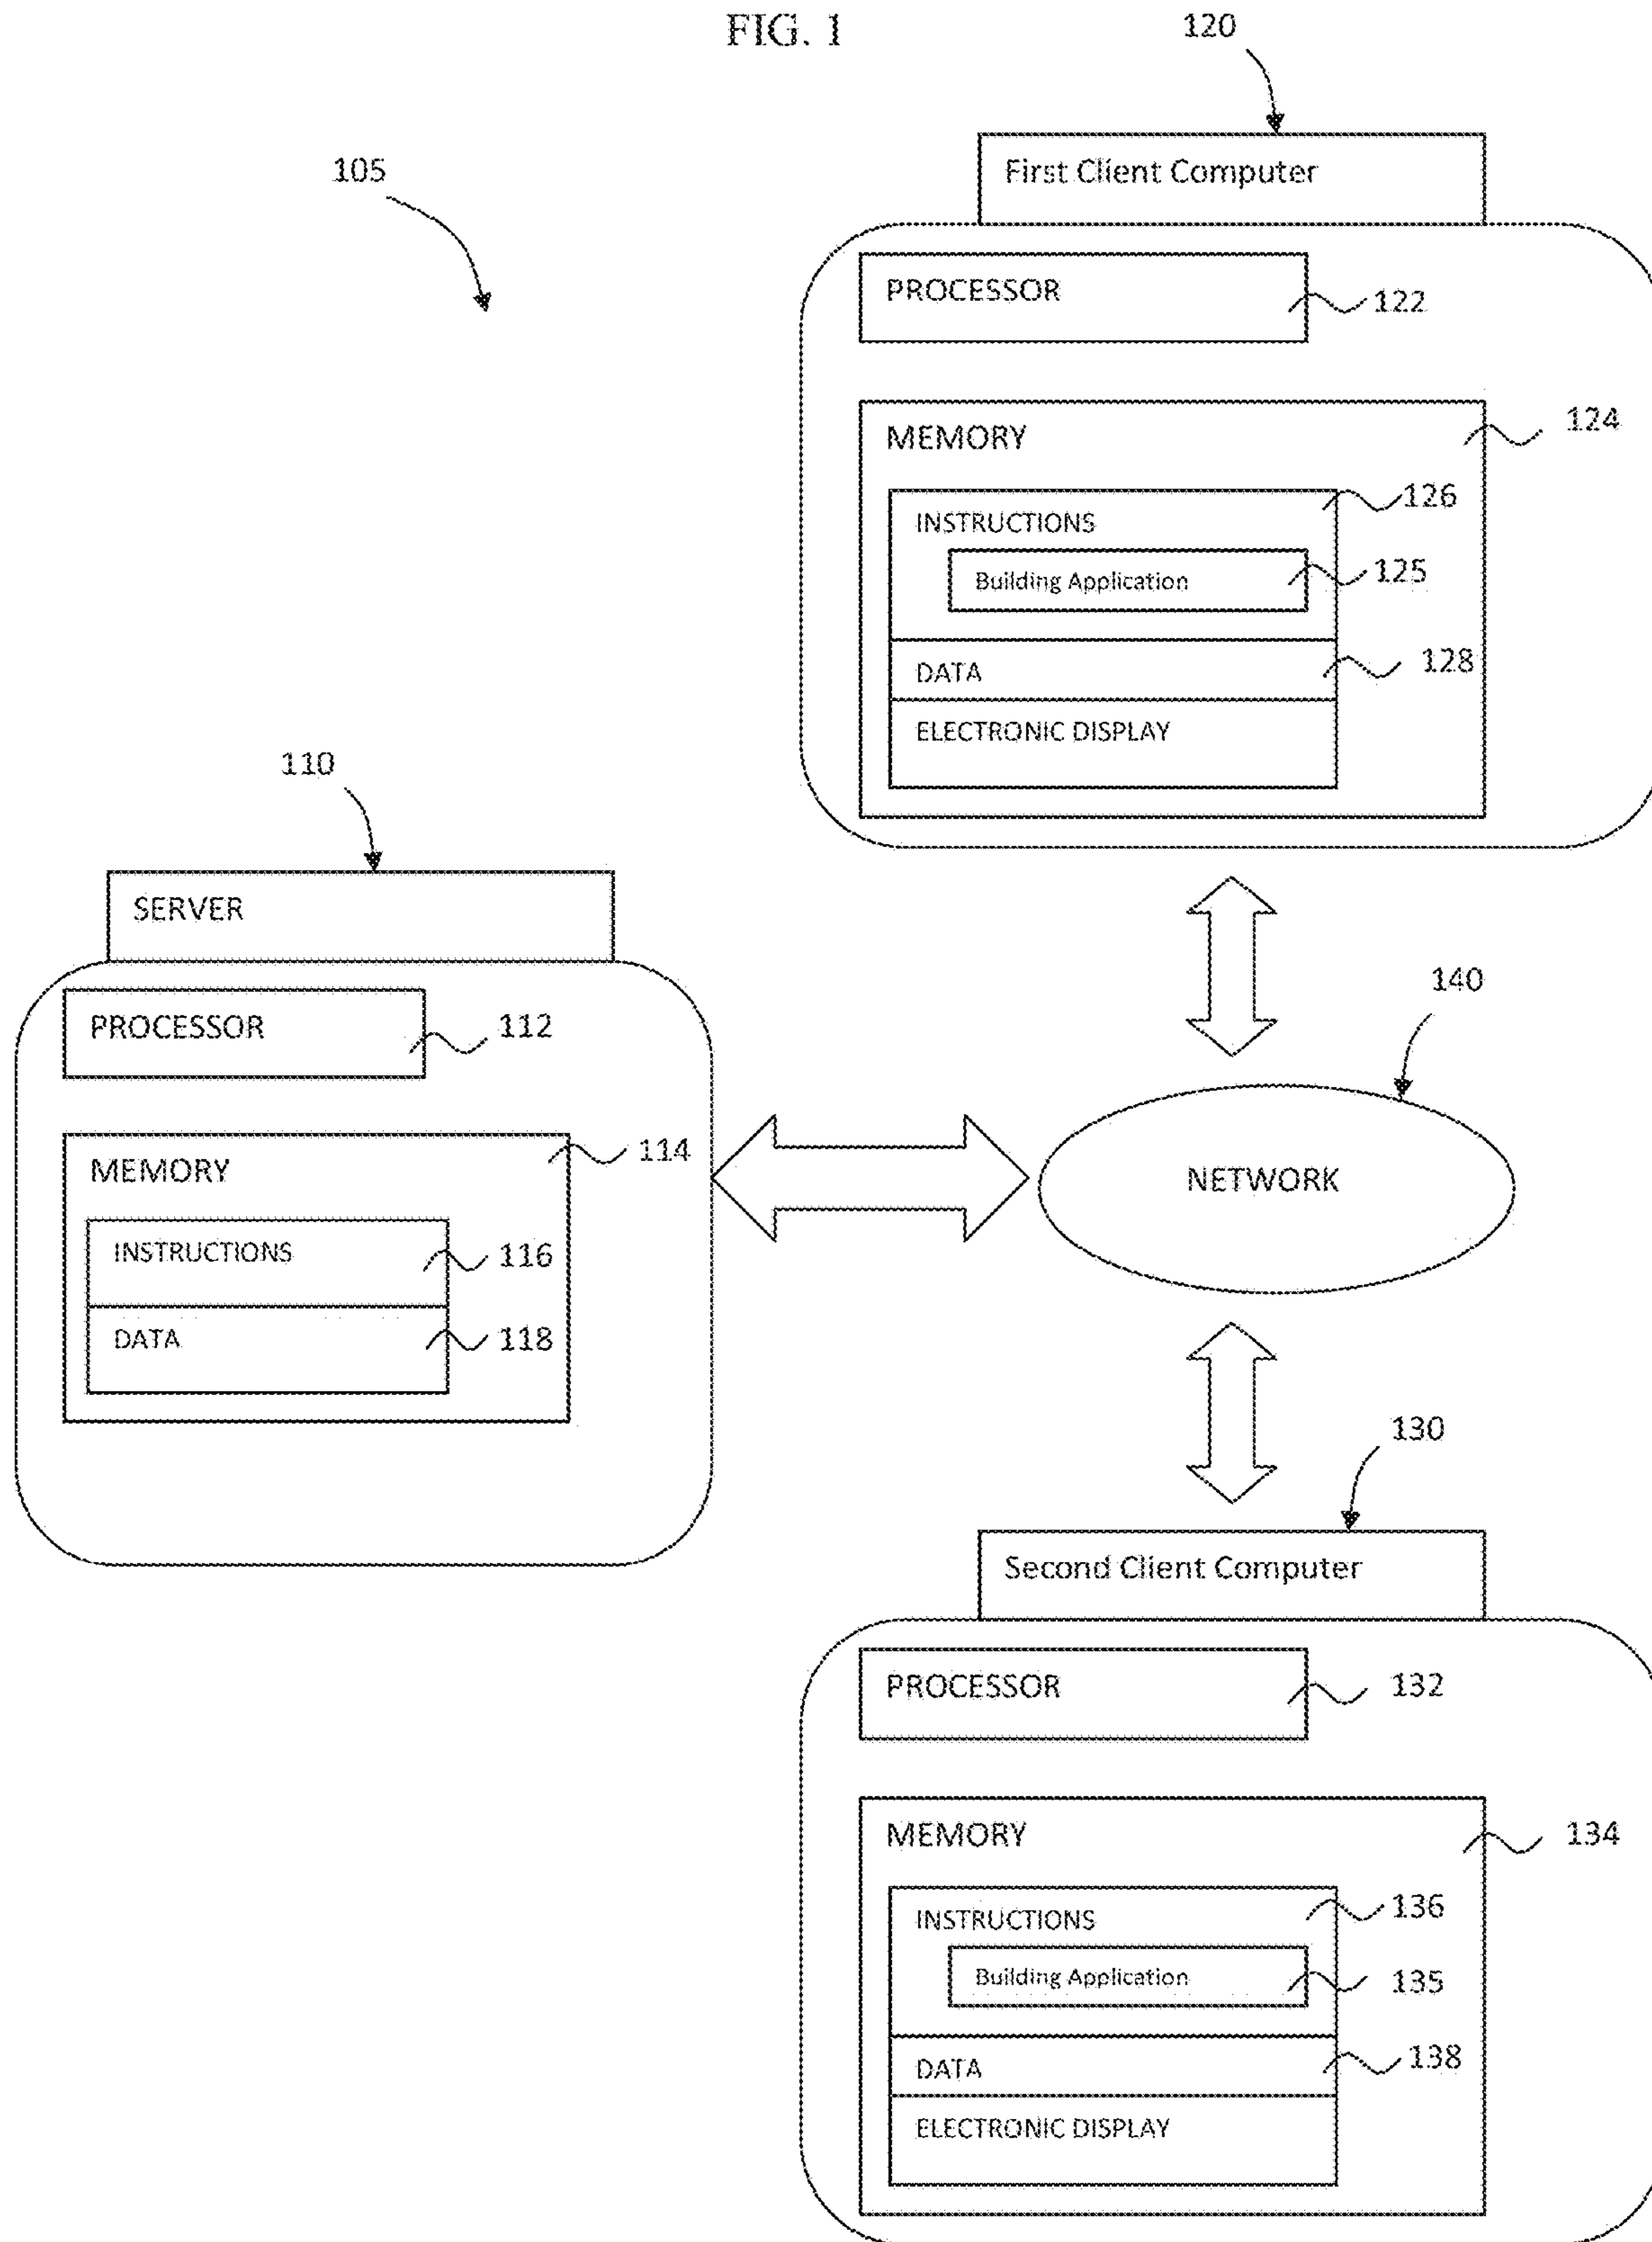 FIG. 1
120
105
First Client Computer
PROCESSOR
122
MEMORY
124
INSTRUCTIONS
126
Building Application
125
DATA
128
ELECTRONIC DISPLAY
110
SERVER
PROCESSOR
112
MEMORY
114
INSTRUCTIONS
116
DATA
118
140
NETWORK
130
Second Client Computer
PROCESSOR
132
MEMORY
134
INSTRUCTIONS
136
Building Application
135
DATA
138
ELECTRONIC DISPLAY